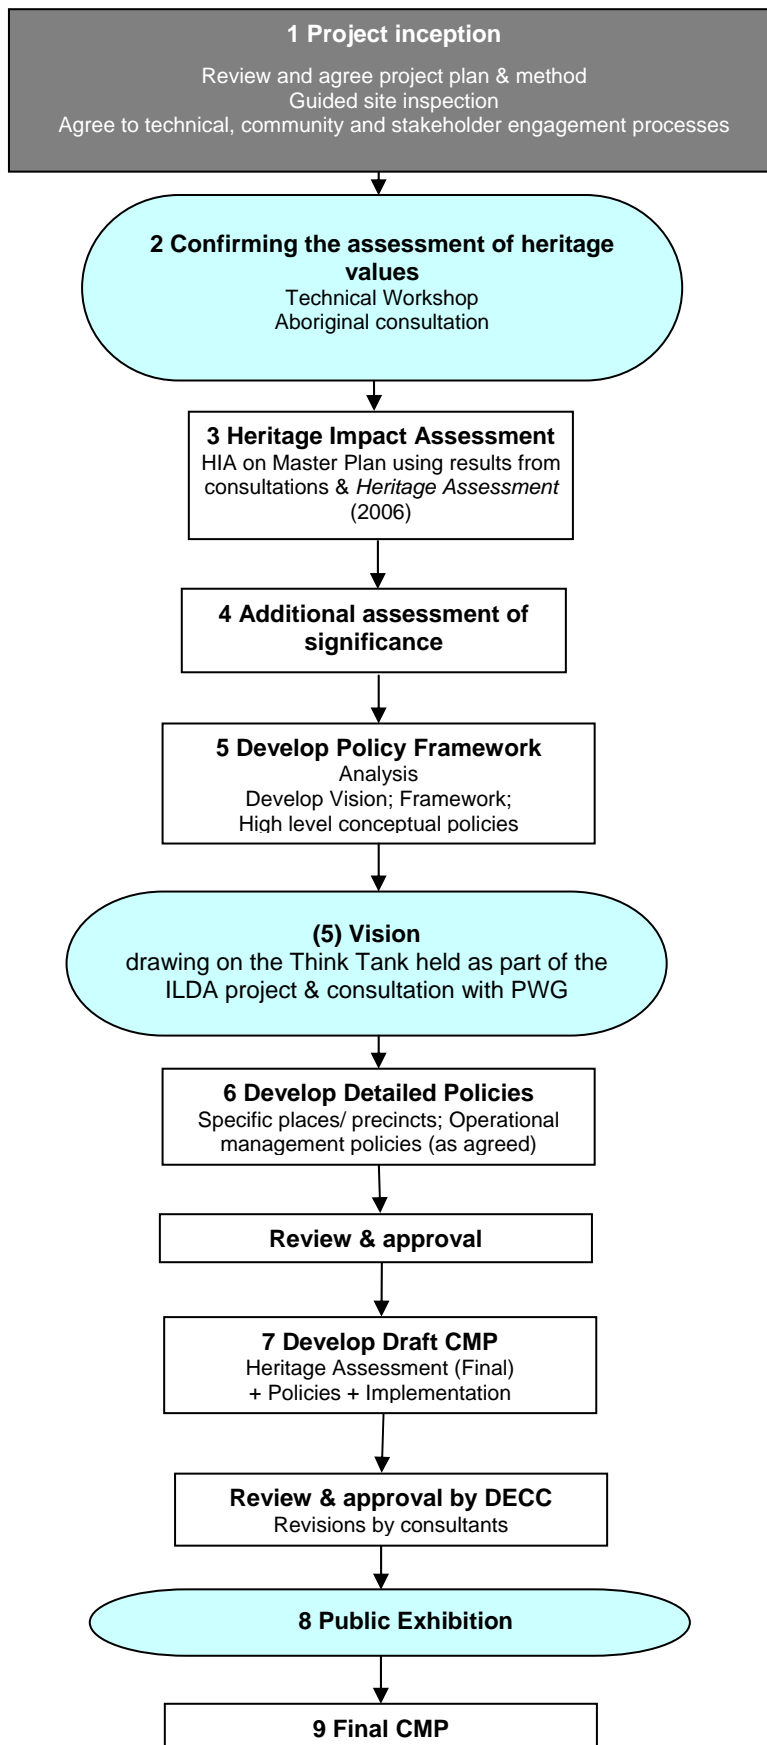 1 Project inception
Review and agree project plan & method
Guided site inspection
Agree to technical, community and stakeholder engagement processes
2 Confirming the assessment of heritage
values
Technical Workshop
Aboriginal consultation
3 Heritage Impact Assessment
HIA on Master Plan using results from
consultations & Heritage Assessment
(2006)
4 Additional assessment of
significance
5 Develop Policy Framework
Analysis
Develop Vision; Framework;
High level conceptual policies
(5) Vision
drawing on the Think Tank held as part of the
ILDA project & consultation with PWG
6 Develop Detailed Policies
Specific places/ precincts; Operational
management policies (as agreed)
Review & approval
7 Develop Draft CMP
Heritage Assessment (Final)
+ Policies + Implementation
Review & approval by DECC
Revisions by consultants
8 Public Exhibition
9 Final CMP